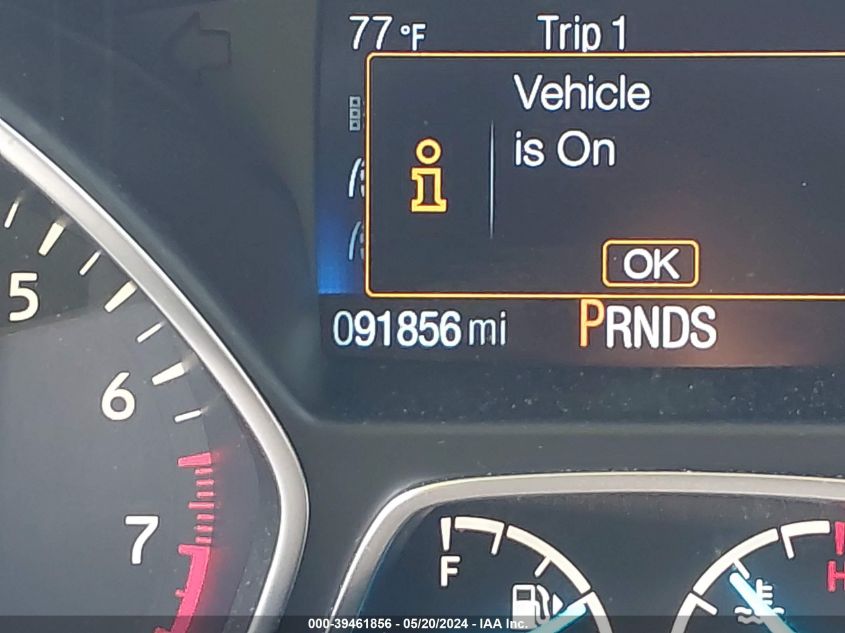 77 °F Trip 1
Vehicle
is On
i
OK
091856 mi PRNDS
5
6
7
F
H
000-39461856 - 05/20/2024 - IAA Inc.